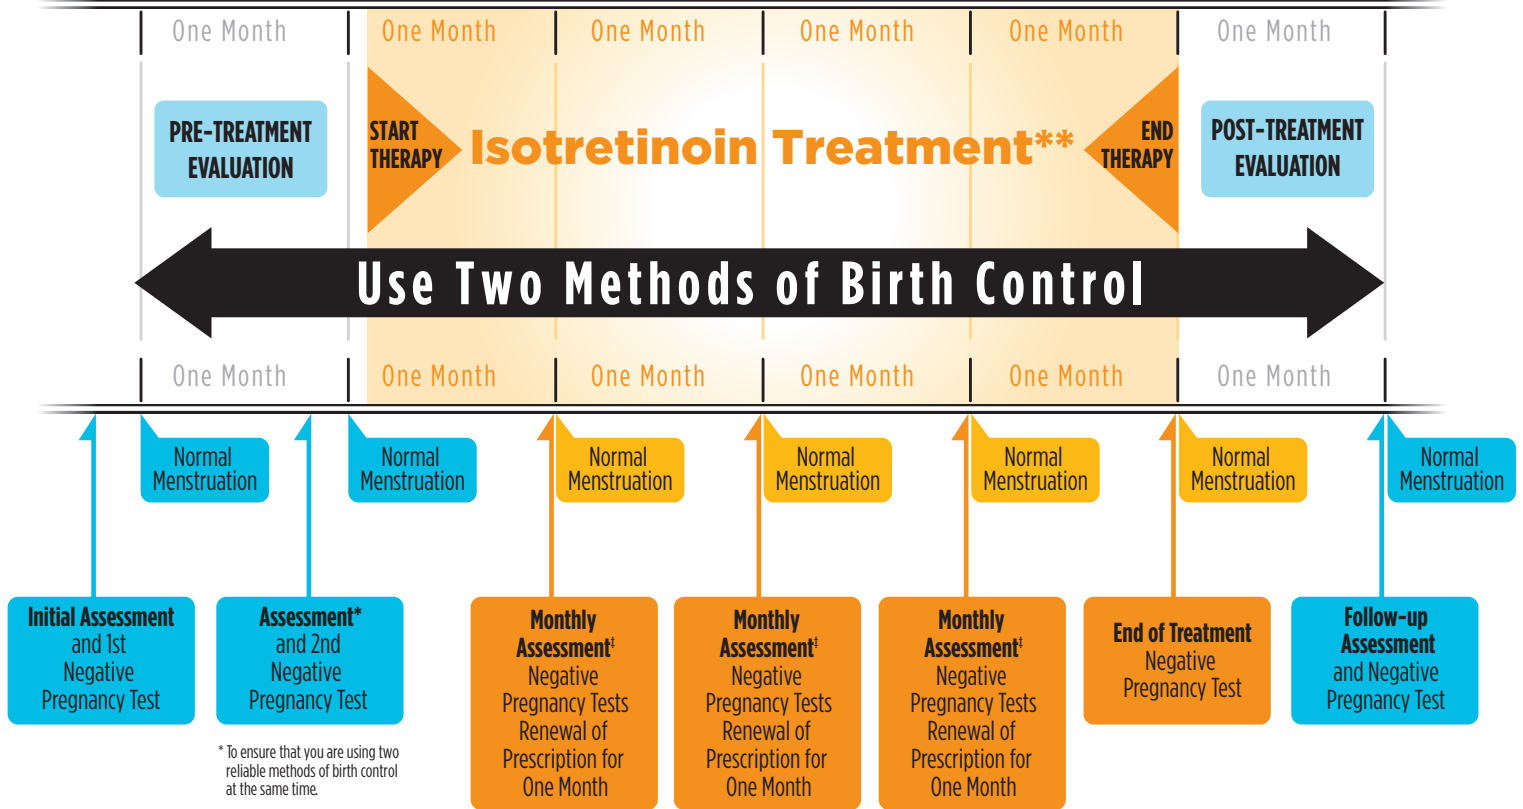 One Month One Month One Month One Month One Month One Month
PRE-TREATMENT
EVALUATION
START
THERAPY
Isotretinoin Treatment**
END
THERAPY
POST-TREATMENT
EVALUATION
Use Two Methods of Birth Control
One Month One Month One Month One Month One Month One Month
Normal
Menstruation
Normal
Menstruation
Normal
Menstruation
Normal
Menstruation
Normal
Menstruation
Normal
Menstruation
Normal
Menstruation
Initial Assessment
and 1st
Negative
Pregnancy Test
Assessment*
and 2nd
Negative
Pregnancy Test
* To ensure that you are using two
reliable methods of birth control
at the same time.
Monthly
Assessment‡
Negative
Pregnancy Tests
Renewal of
Prescription for
One Month
Monthly
Assessment‡
Negative
Pregnancy Tests
Renewal of
Prescription for
One Month
Monthly
Assessment‡
Negative
Pregnancy Tests
Renewal of
Prescription for
One Month
End of Treatment
Negative
Pregnancy Test
Follow-up
Assessment
and Negative
Pregnancy Test